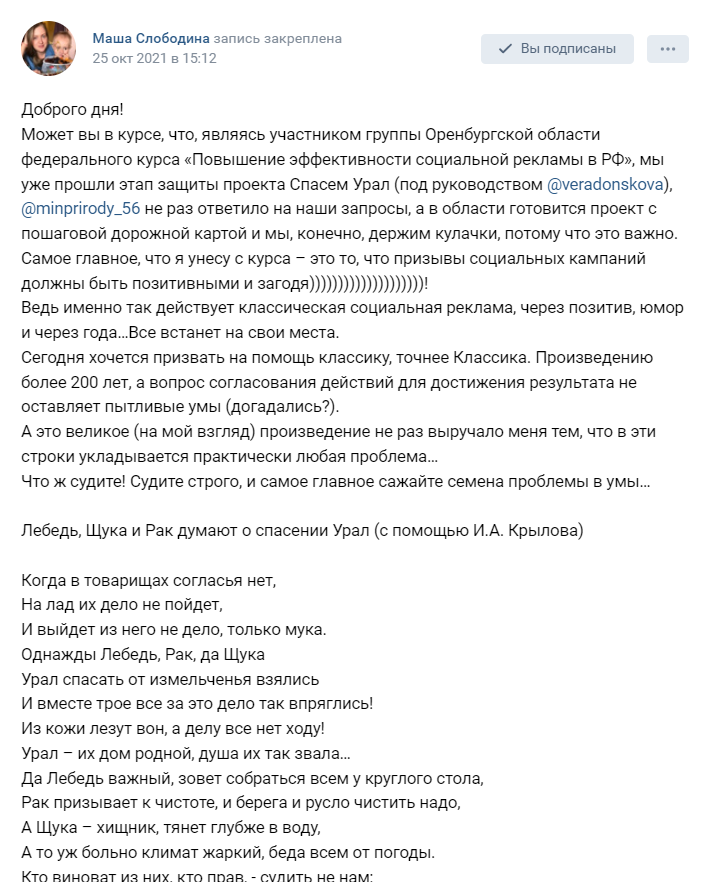 Маша Слободина запись закреплена
25 окт 2021 в 15:12
Вы подписаны
Доброго дня!
Может вы в курсе, что, являясь участником группы Оренбургской области
федерального курса «Повышение эффективности социальной рекламы в РФ», мы
уже прошли этап защиты проекта Спасем Урал (под руководством @veradonskova),
@minprirody_56 не раз ответило на наши запросы, а в области готовится проект с
пошаговой дорожной картой и мы, конечно, держим кулачки, потому что это важно.
Самое главное, что я унесу с курса – это то, что призывы социальных кампаний
должны быть позитивными и загодя))))))))))))))))))))!
Ведь именно так действует классическая социальная реклама, через позитив, юмор
и через года…Все встанет на свои места.
Сегодня хочется призвать на помощь классику, точнее Классика. Произведению
более 200 лет, а вопрос согласования действий для достижения результата не
оставляет пытливые умы (догадались?).
А это великое (на мой взгляд) произведение не раз выручало меня тем, что в эти
строки укладывается практически любая проблема…
Что ж судите! Судите строго, и самое главное сажайте семена проблемы в умы…
Лебедь, Щука и Рак думают о спасении Урал (с помощью И.А. Крылова)
Когда в товарищах согласья нет,
На лад их дело не пойдет,
И выйдет из него не дело, только мука.
Однажды Лебедь, Рак, да Щука
Урал спасать от измельченья взялись
И вместе трое все за это дело так впряглись!
Из кожи лезут вон, а делу все нет ходу!
Урал – их дом родной, душа их так звала…
Да Лебедь важный, зовет собраться всем у круглого стола,
Рак призывает к чистоте, и берега и русло чистить надо,
А Щука – хищник, тянет глубже в воду,
А то уж больно климат жаркий, беда всем от погоды.
Кто виноват из них, кто прав, - судить не нам;